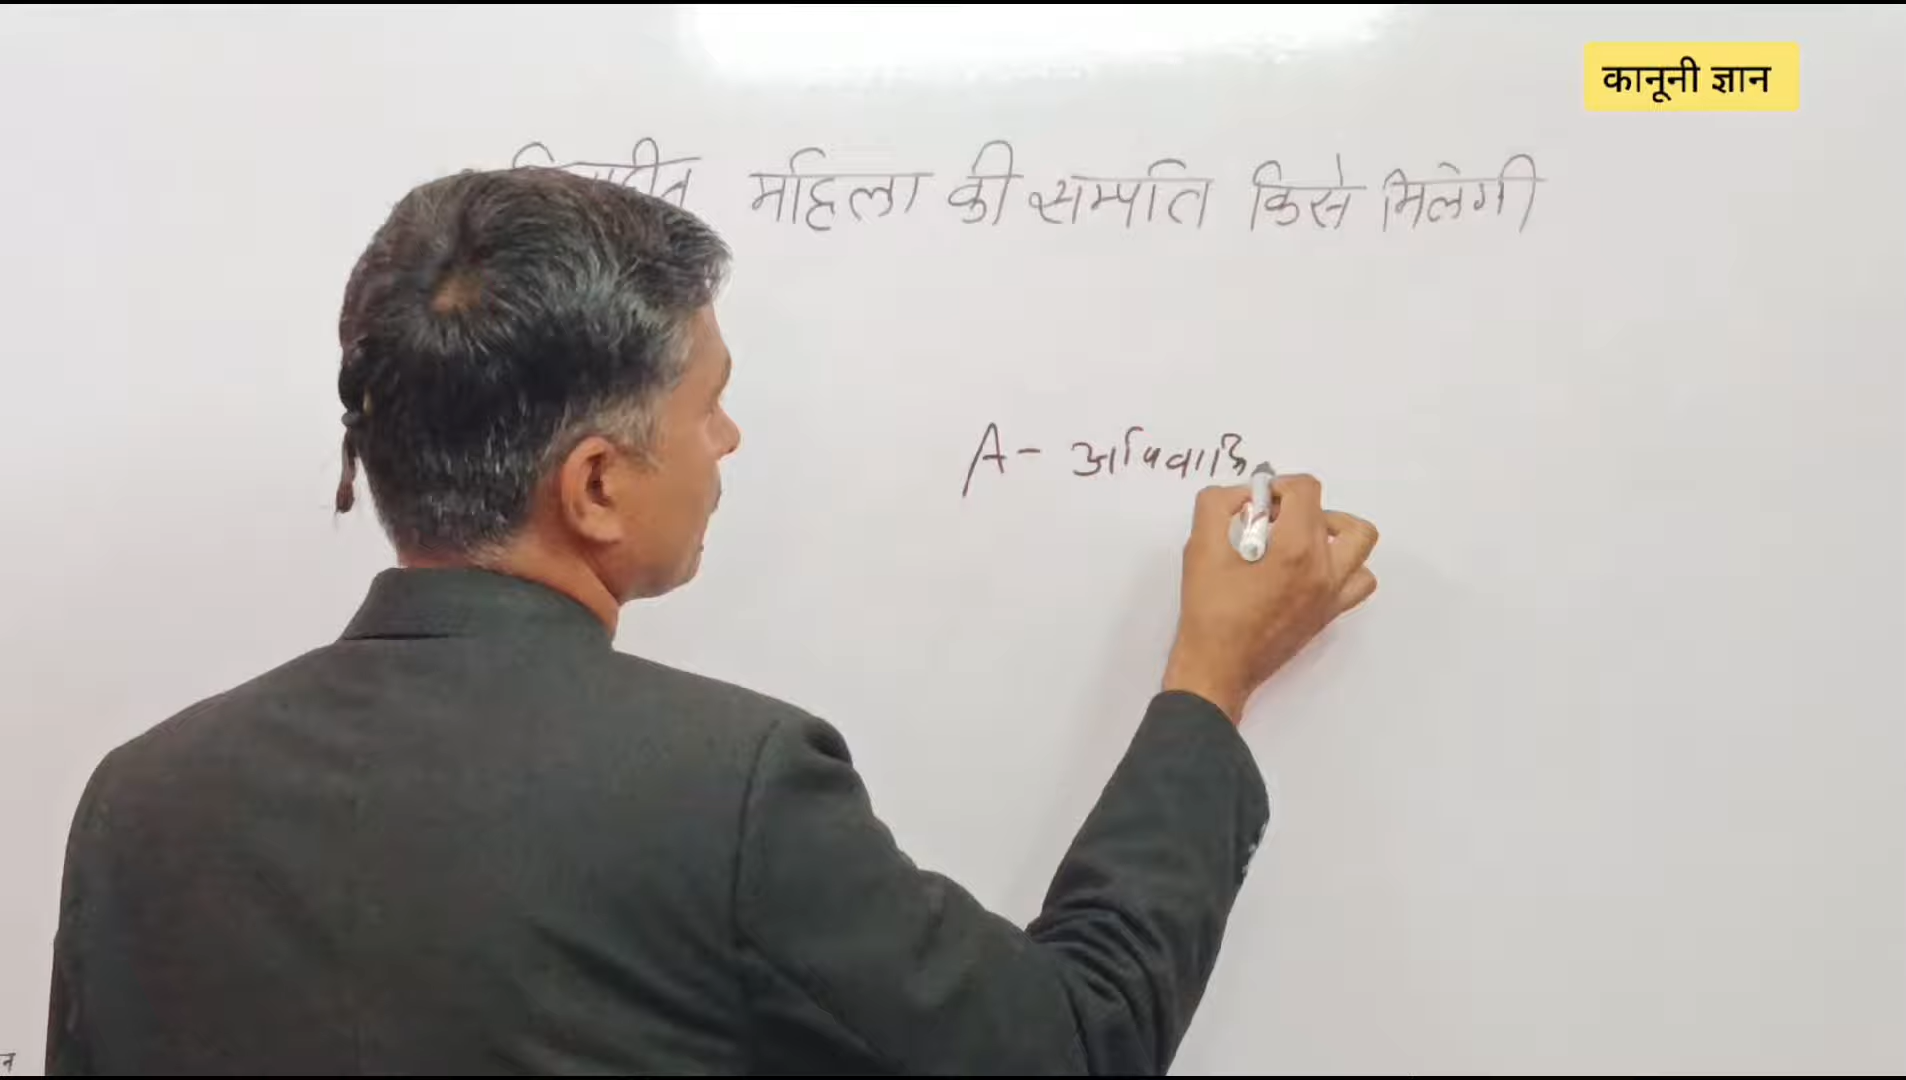 कानूनी ज्ञान
महिला की सम्पति किसे मिलेगी
A- अविवाहि
न